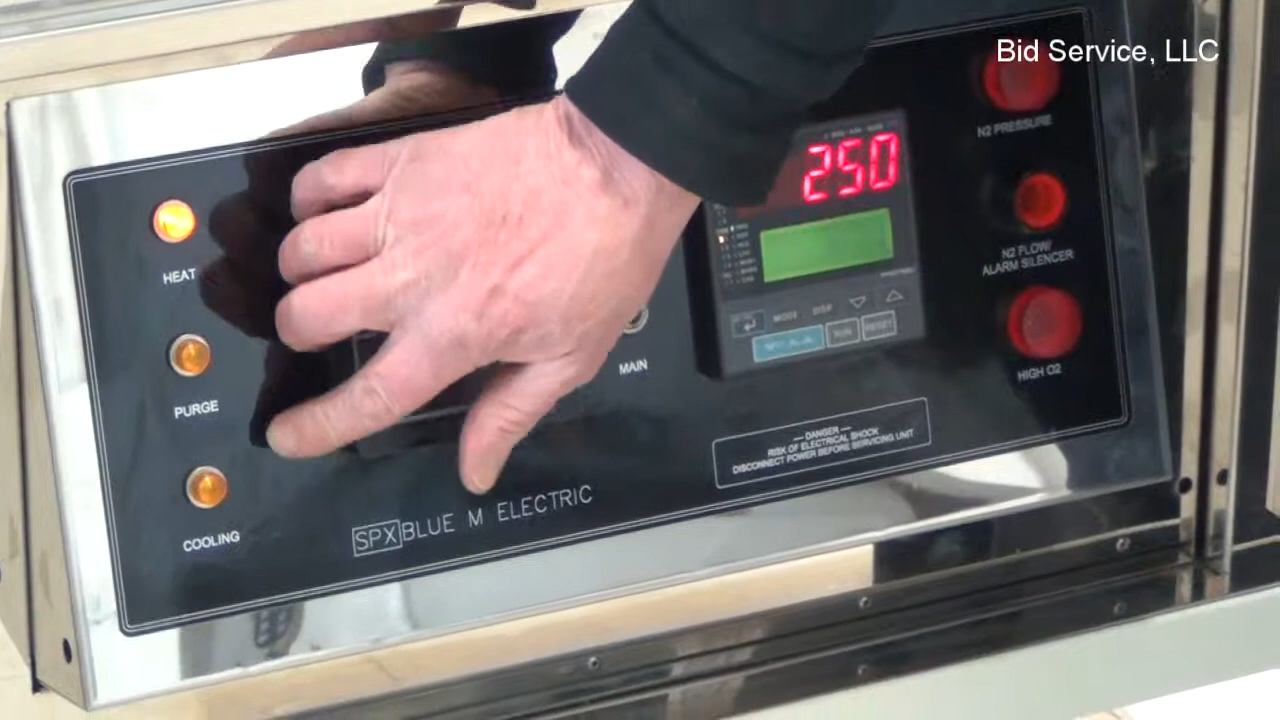 Bid Service, LLC
N2 PRESSURE
250
HEAT
N2 FLOW/
ALARM SILENCER
MODE DISP
RUN RESET
MAIN
HIGH O2
PURGE
— DANGER —
RISK OF ELECTRICAL SHOCK
DISCONNECT POWER BEFORE SERVICING UNIT
SPX BLUE M ELECTRIC
COOLING